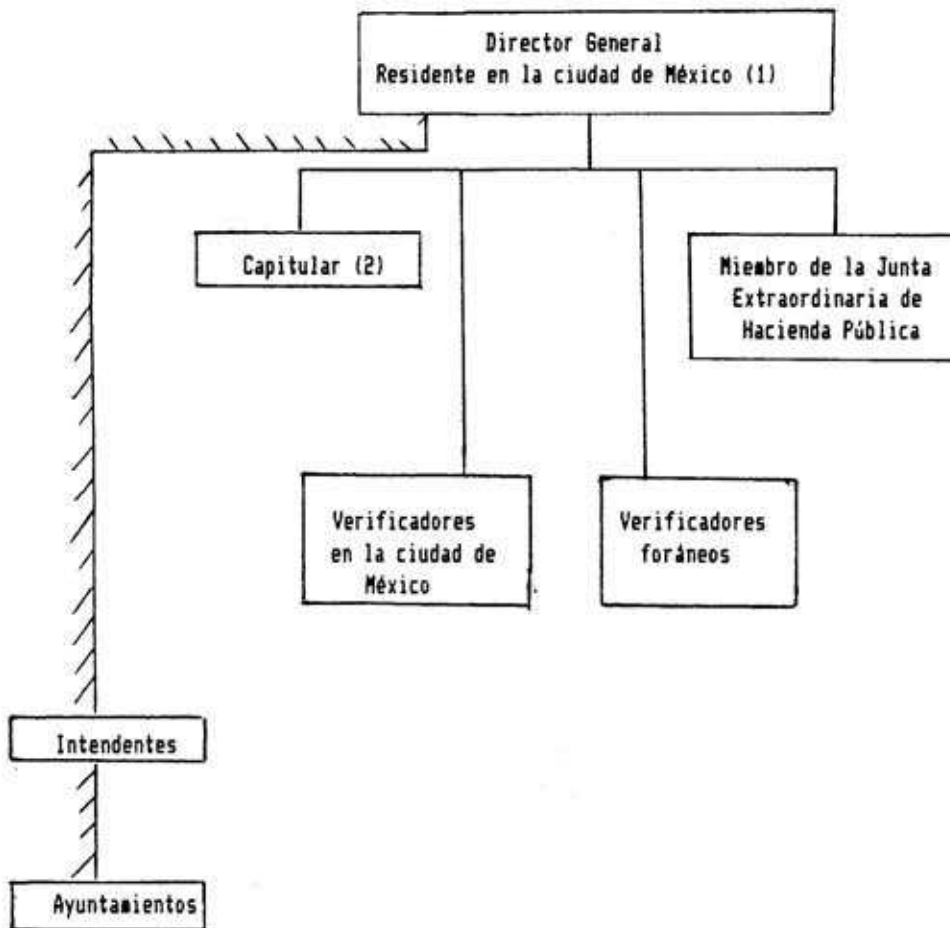 Director General
Residente en la ciudad de México (1)
Capitular (2)
Miembro de la Junta
Extraordinaria de
Hacienda Pública
Verificadores
en la ciudad de
México
Verificadores
foráneos
Intendentes
Ayuntamientos